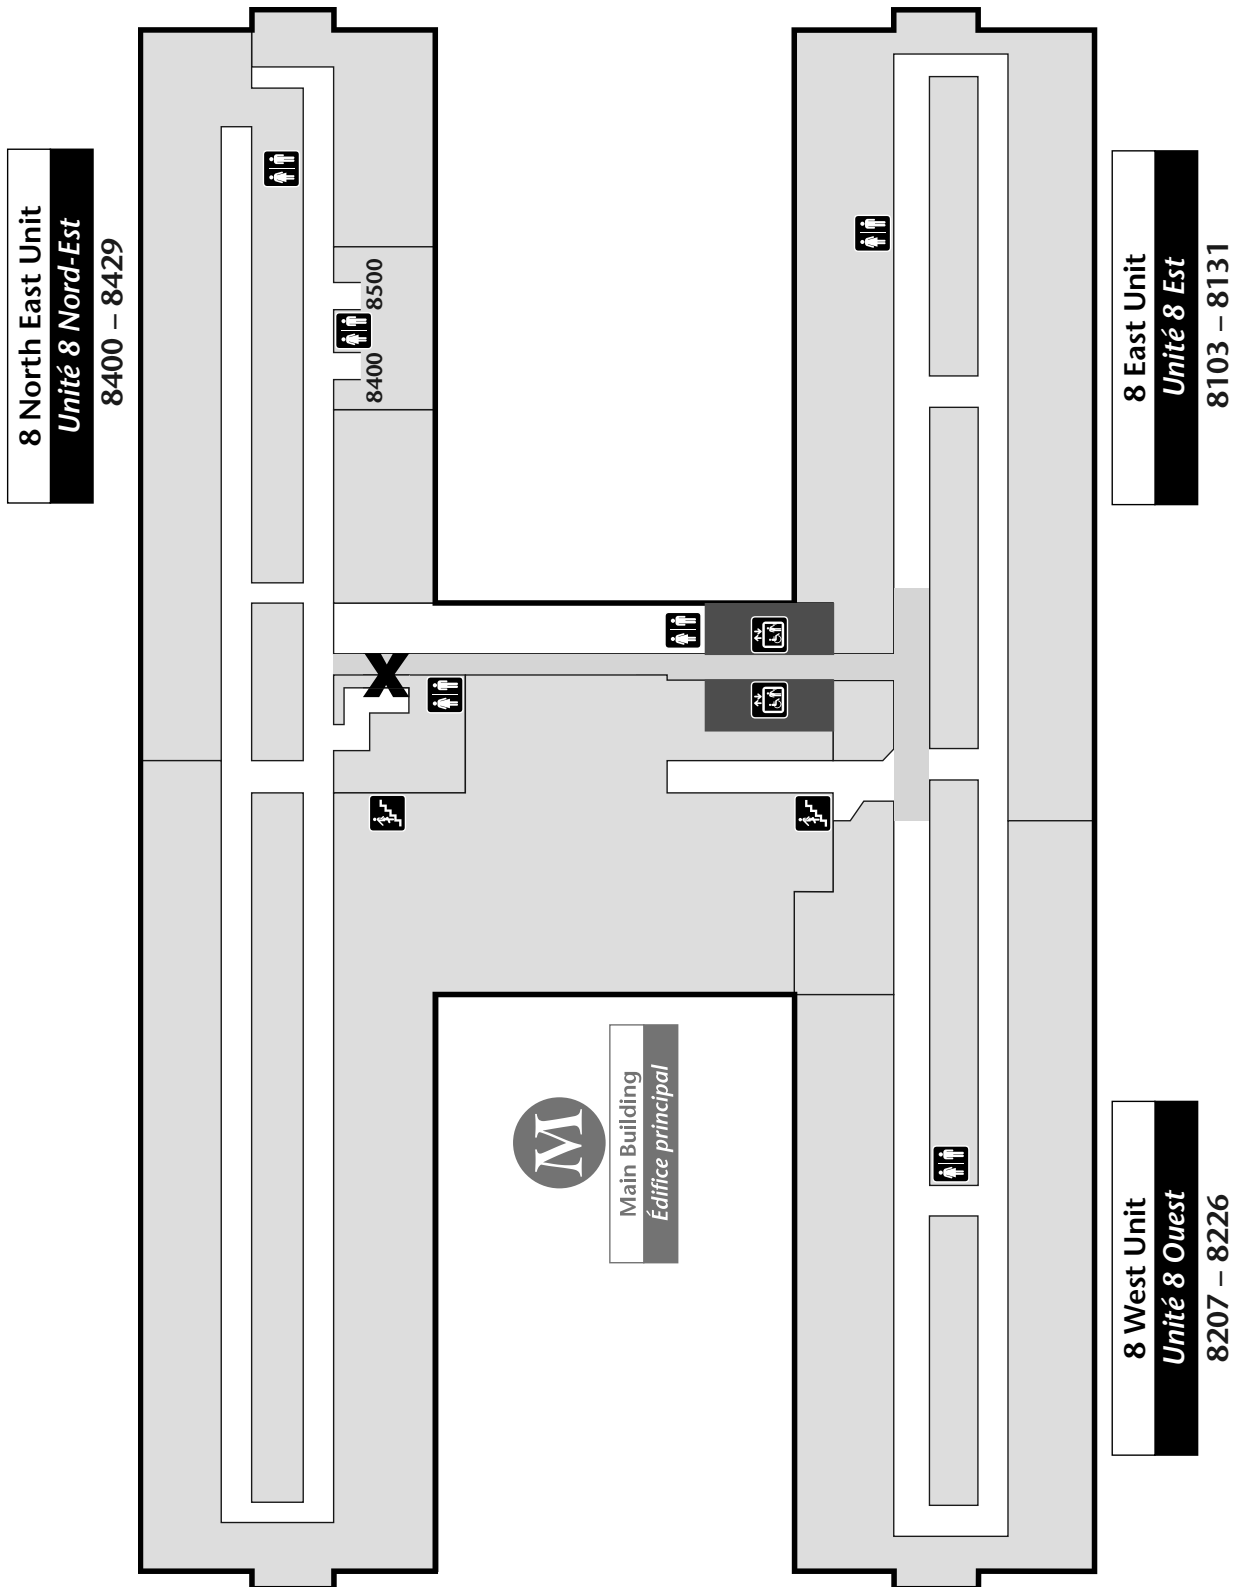 8 North East Unit
Unité 8 Nord-Est
8400 – 8429
8500
8400
8 East Unit
Unité 8 Est
8103 – 8131
X
M
Main Building
Édifice principal
8 West Unit
Unité 8 Ouest
8207 – 8226